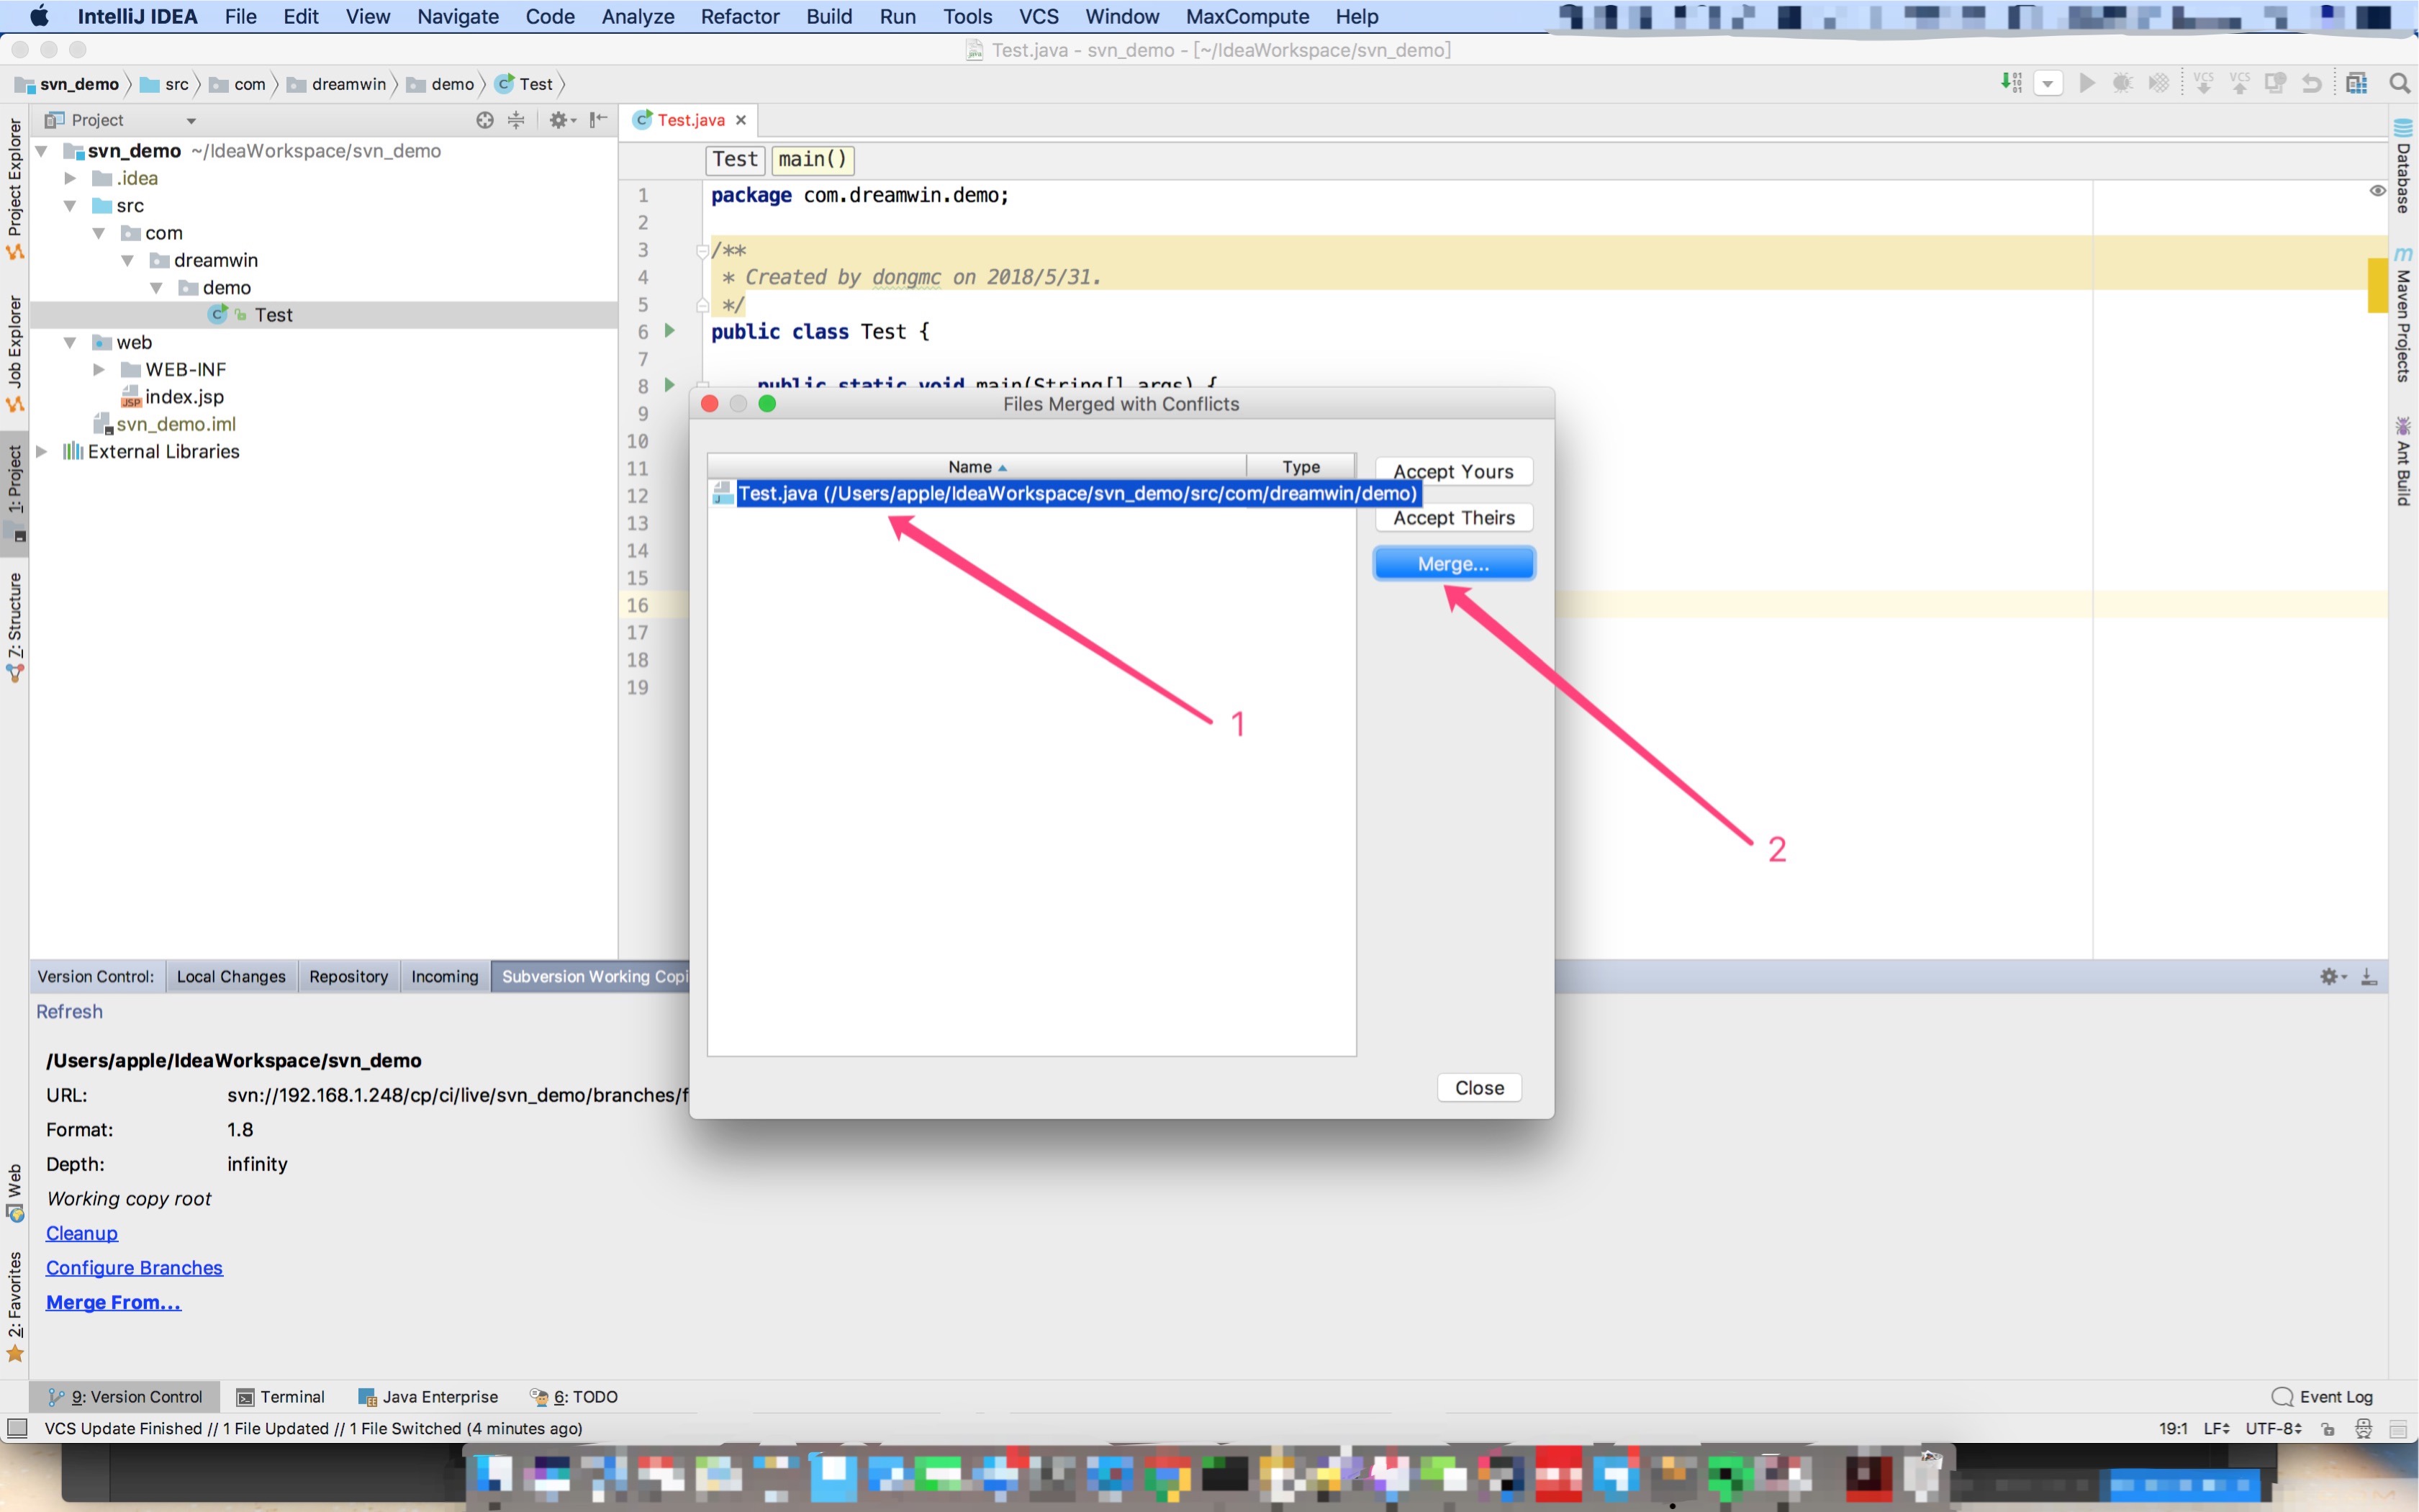 IntelliJ IDEA File Edit View Navigate Code Analyze Refactor Build Run Tools VCS Window MaxCompute Help
Test.java - svn_demo - [~/IdeaWorkspace/svn_demo]
svn_demo src com dreamwin demo Test
VCS VCS
Project
Test.java
Test main()
svn_demo ~/IdeaWorkspace/svn_demo
.idea
src
com
dreamwin
demo
Test
web
WEB-INF
index.jsp
svn_demo.iml
External Libraries
Project Explorer
Job Explorer
1: Project
7: Structure
Web
2: Favorites
1 package com.dreamwin.demo;
2
3 /**
4 * Created by dongmc on 2018/5/31.
5 */
6 public class Test {
7
8 public static void main(String[] args) {
9
10
11
12
13
14
15
16
17
18
19
Files Merged with Conflicts
Name Type
Test.java (/Users/apple/IdeaWorkspace/svn_demo/src/com/dreamwin/demo)
Accept Yours
Accept Theirs
Merge...
1
2
Close
Database
Maven Projects
Ant Build
Version Control: Local Changes Repository Incoming Subversion Working Copi
Refresh
/Users/apple/IdeaWorkspace/svn_demo
URL: svn://192.168.1.248/cp/ci/live/svn_demo/branches/f
Format: 1.8
Depth: infinity
Working copy root
Cleanup
Configure Branches
Merge From...
9: Version Control Terminal Java Enterprise 6: TODO Event Log
VCS Update Finished // 1 File Updated // 1 File Switched (4 minutes ago) 19:1 LF UTF-8